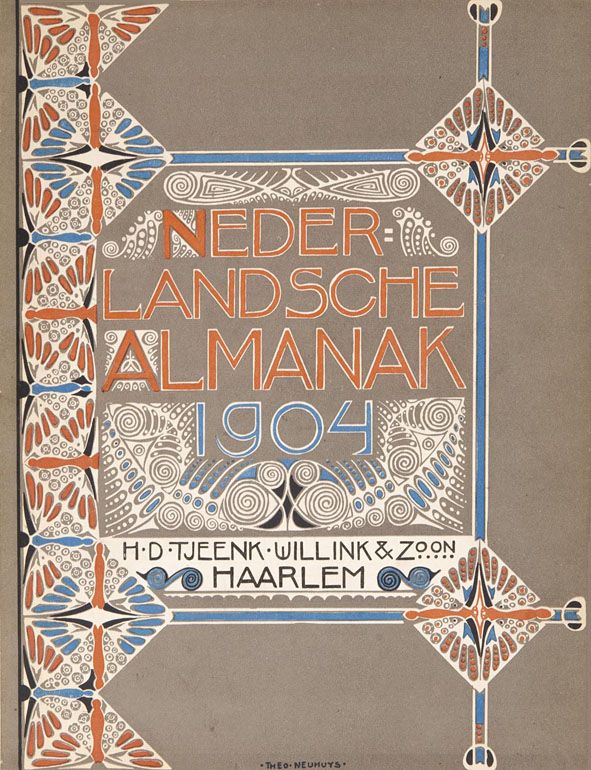 NEDER=
LANDSCHE
ALMANAK
1904
H·D·TJEENK·WILLINK & ZOON
HAARLEM
·THEO·NEUHUYS·